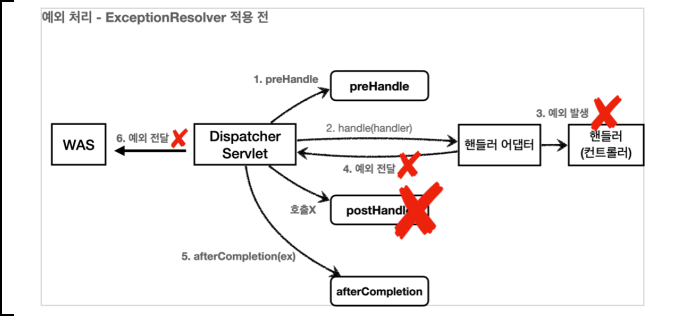 예외 처리 - ExceptionResolver 적용 전
1. preHandle
preHandle
3. 예외 발생
2. handle(handler)
6. 예외 전달
WAS
Dispatcher
Servlet
핸들러 어댑터
핸들러
(컨트롤러)
4. 예외 전달
호출X
postHandle
5. afterCompletion(ex)
afterCompletion